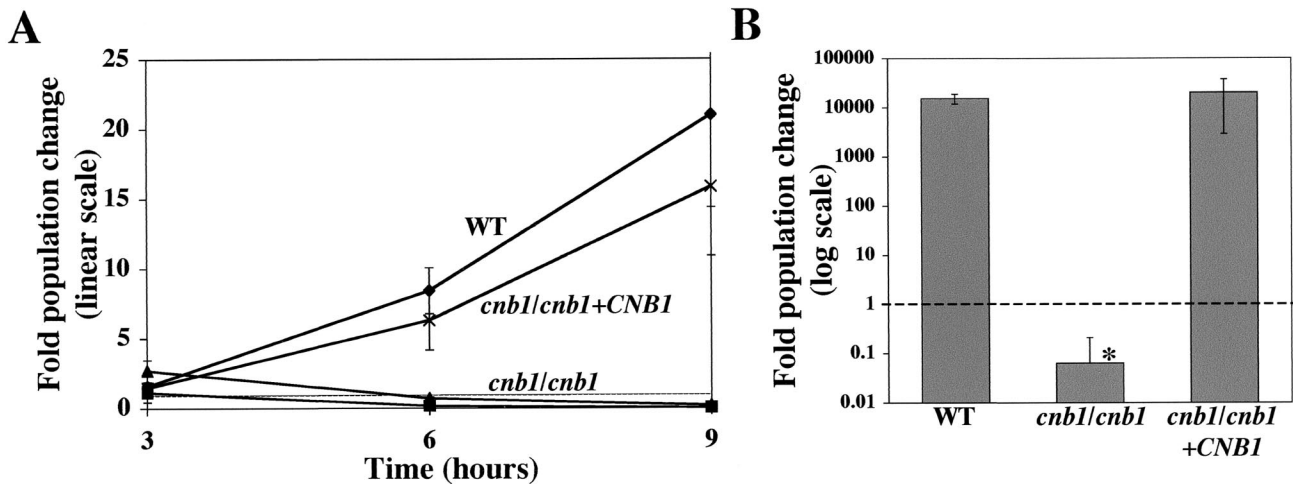 A
Fold population change
(linear scale)
25
20
15
10
5
0
WT
cnb1/cnb1+CNB1
cnb1/cnb1
3
6
9
Time (hours)
B
Fold population change
(log scale)
100000
10000
1000
100
10
1
0.1
0.01
*
WT
cnb1/cnb1
cnb1/cnb1
+CNB1